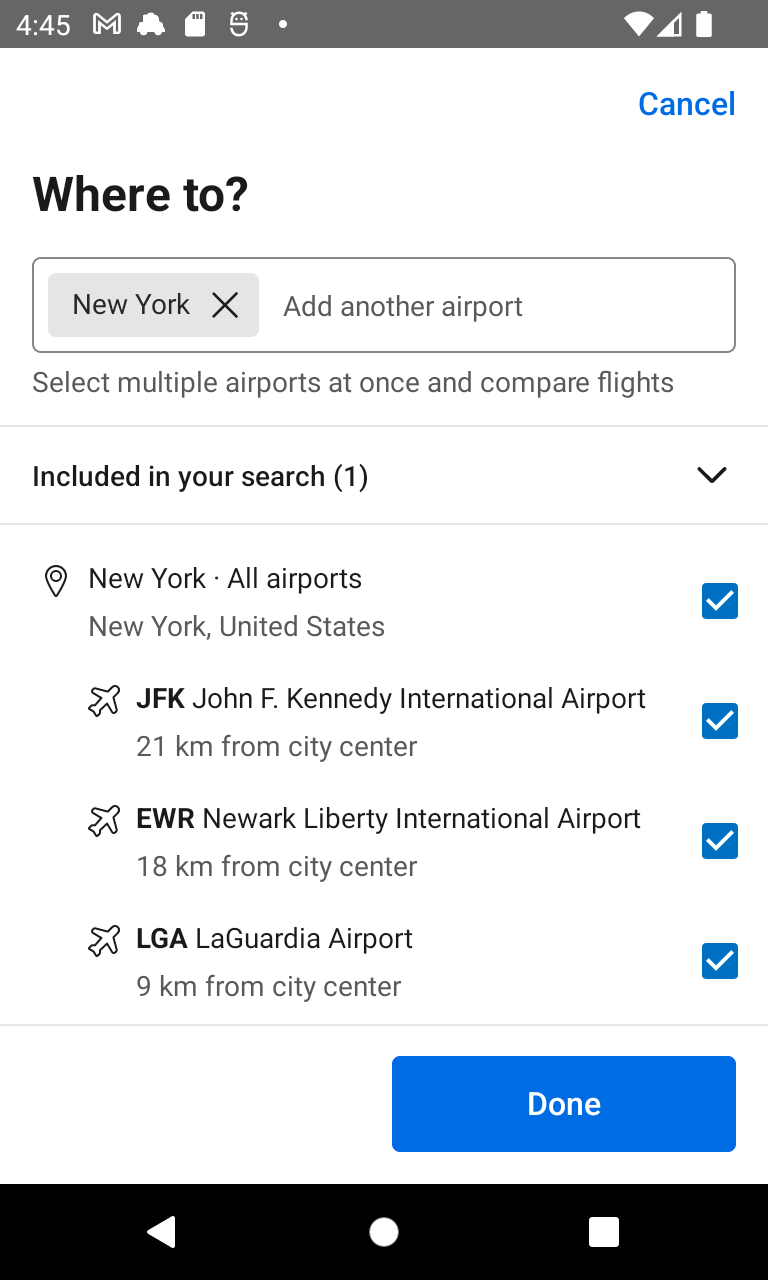 4:45
Cancel
Where to?
New York
Add another airport
Select multiple airports at once and compare flights
Included in your search (1)
New York · All airports
New York, United States
JFK John F. Kennedy International Airport
21 km from city center
EWR Newark Liberty International Airport
18 km from city center
LGA LaGuardia Airport
9 km from city center
Done